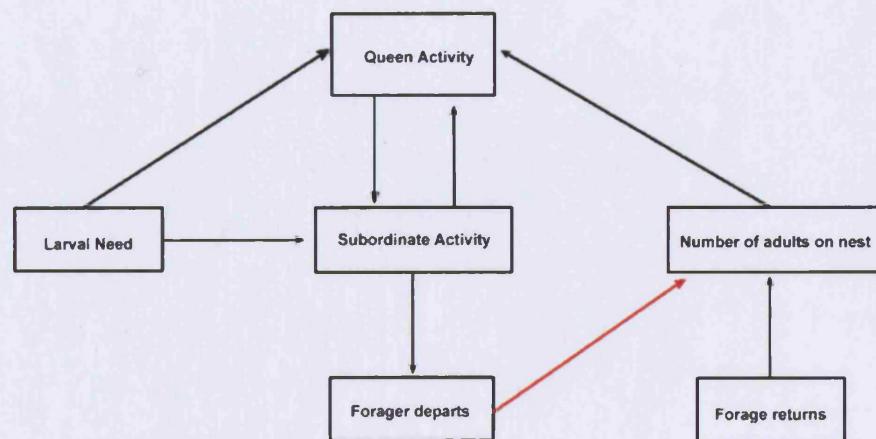 Queen Activity
Larval Need
Subordinate Activity
Number of adults on nest
Forager departs
Forage returns